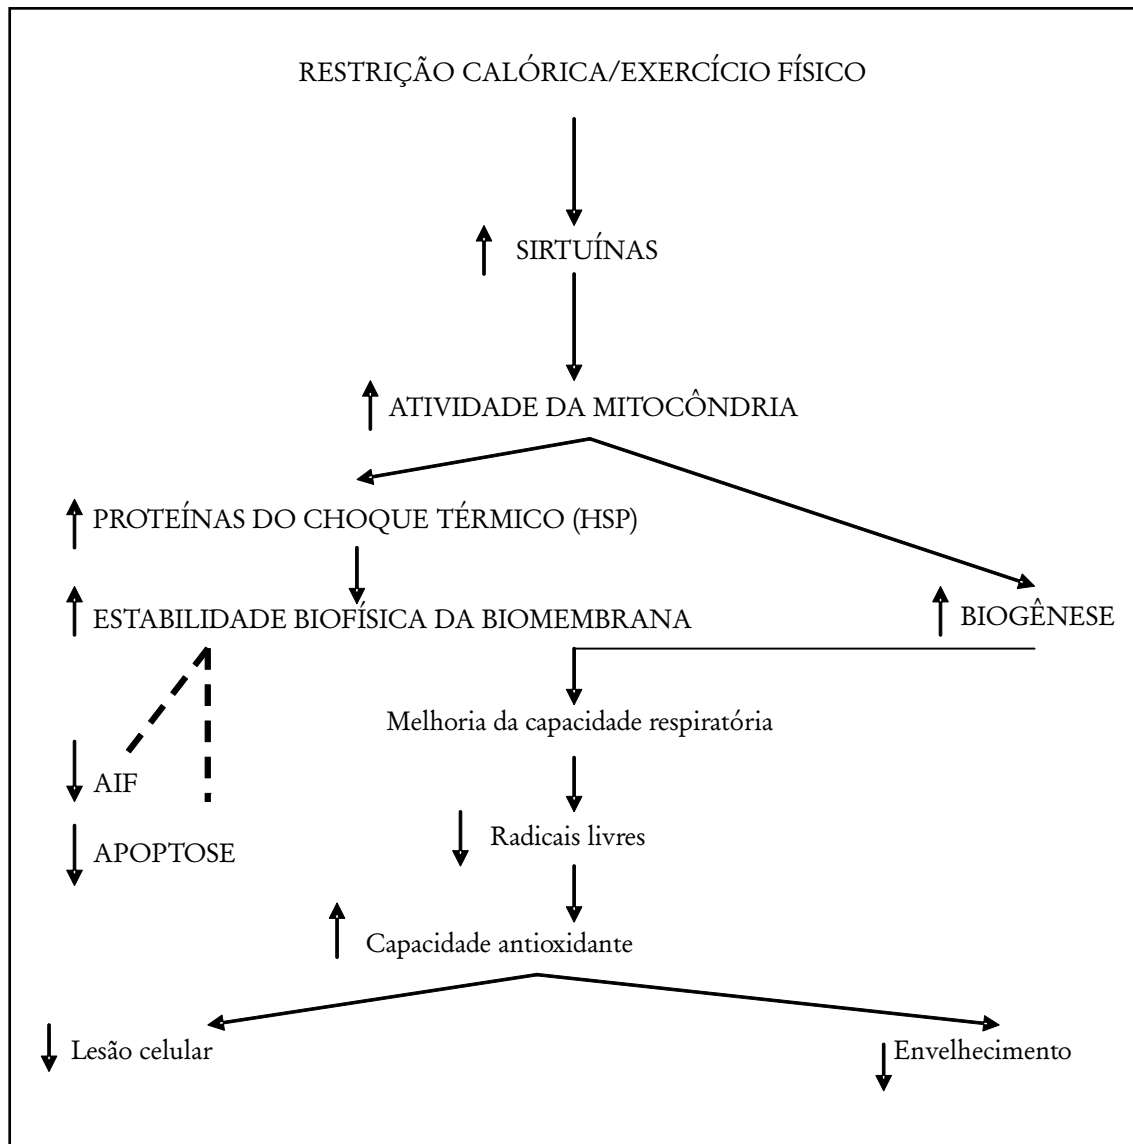 RESTRIÇÃO CALÓRICA/EXERCÍCIO FÍSICO
SIRTUÍNAS
ATIVIDADE DA MITOCÔNDRIA
PROTEÍNAS DO CHOQUE TÉRMICO (HSP)
ESTABILIDADE BIOFÍSICA DA BIOMEMBRANA
BIOGÊNESE
Melhoria da capacidade respiratória
AIF
Radicais livres
APOPTOSE
Capacidade antioxidante
Lesão celular
Envelhecimento